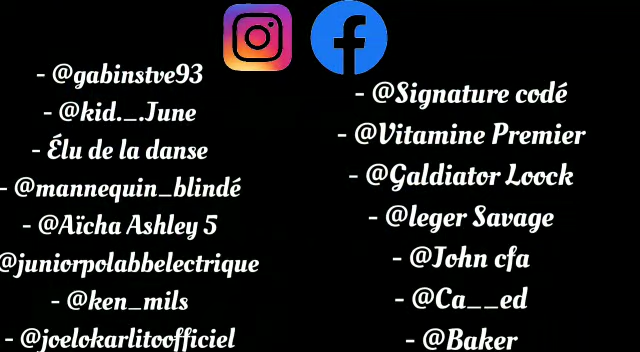 - @gabinstve93
- @kid._.June
- Élu de la danse
- @mannequin_blindé
- @Aïcha Ashley 5
@juniorpolabbelectrique
- @ken_mils
- @joelokarlitoofficiel
- @Signature codé
- @Vitamine Premier
- @Galdiator Loock
- @leger Savage
- @John cfa
- @Ca__ed
- @Baker